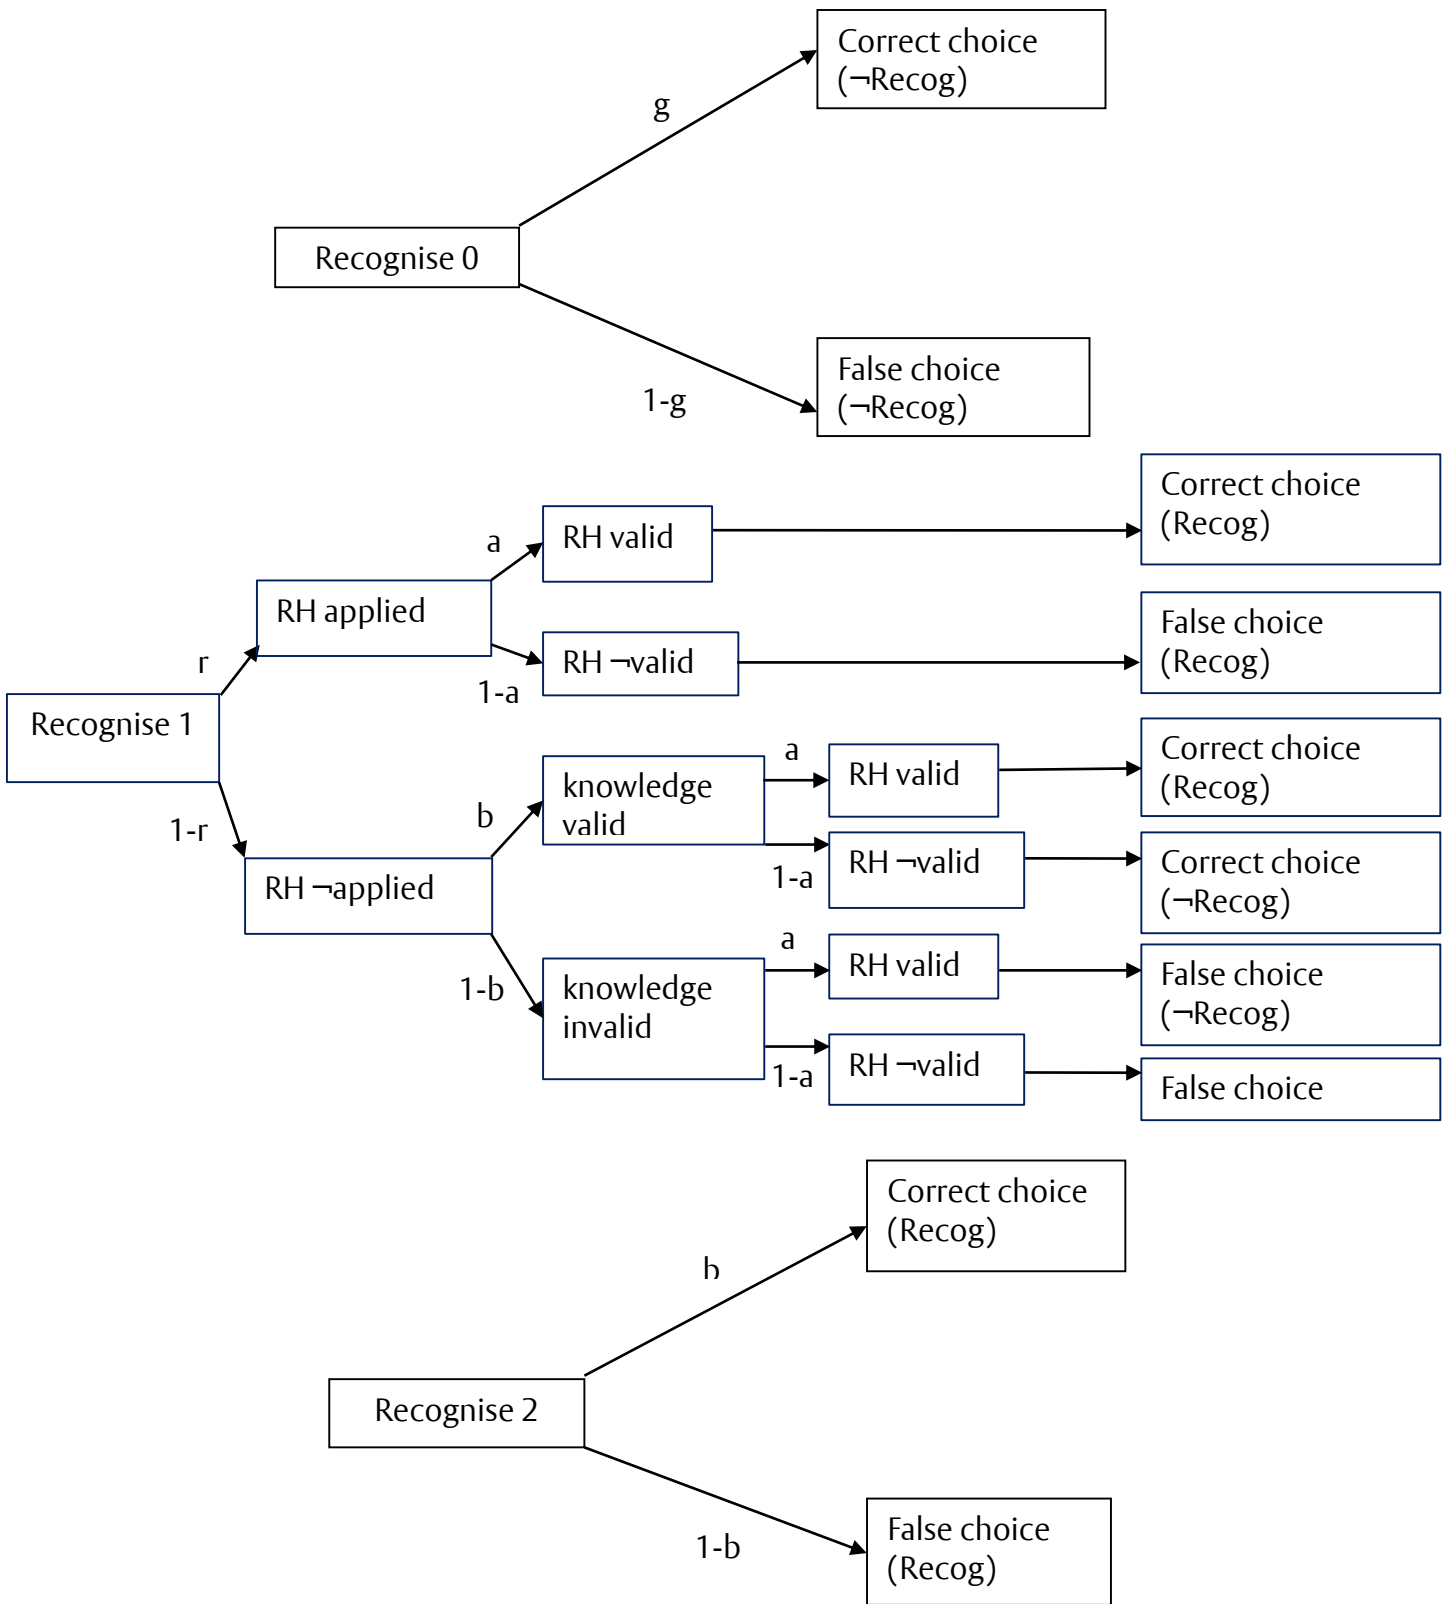 Correct choice
(¬Recog)
g
Recognise 0
False choice
(¬Recog)
1-g
Correct choice
(Recog)
RH valid
a
RH applied
False choice
(Recog)
RH ¬valid
r
1-a
Recognise 1
Correct choice
(Recog)
a
RH valid
knowledge
valid
b
1-r
RH ¬valid
1-a
Correct choice
(¬Recog)
RH ¬applied
a
RH valid
False choice
(¬Recog)
1-b
knowledge
invalid
RH ¬valid
1-a
False choice
Correct choice
(Recog)
b
Recognise 2
False choice
(Recog)
1-b